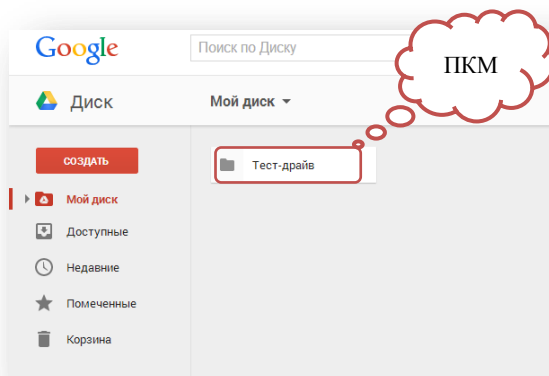 Google
Поиск по Диску
ПКМ
Диск
Мой диск
СОЗДАТЬ
Тест-драйв
Мой диск
Доступные
Недавние
Помеченные
Корзина